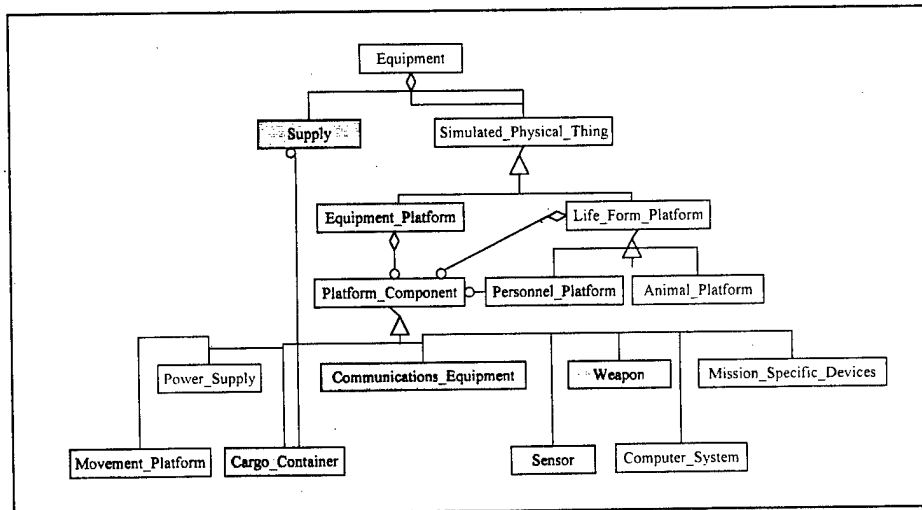 Equipment
Supply
Simulated_Physical_Thing
Equipment_Platform
Life_Form_Platform
Platform_Component
Personnel_Platform
Animal_Platform
Power_Supply
Communications_Equipment
Weapon
Mission_Specific_Devices
Movement_Platform
Cargo_Container
Sensor
Computer_System